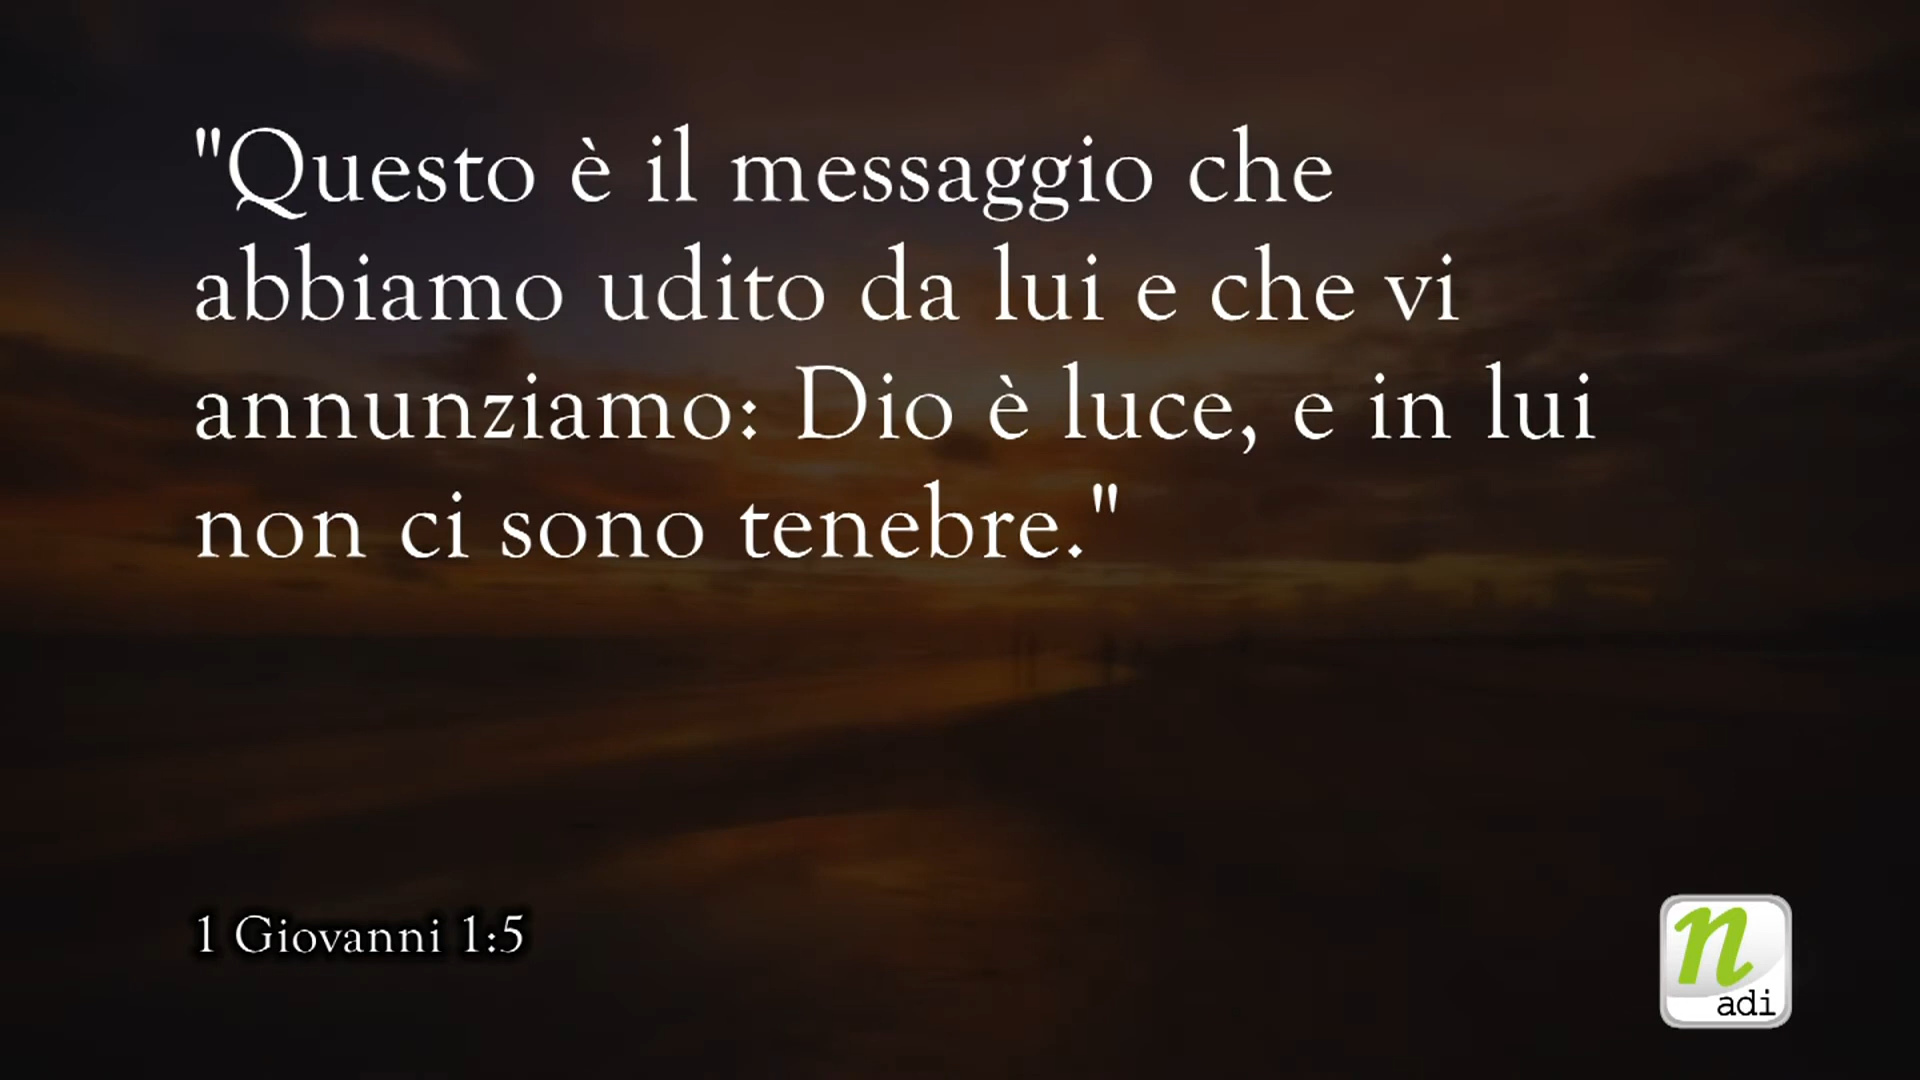 "Questo è il messaggio che
abbiamo udito da lui e che vi
annunziamo: Dio è luce, e in lui
non ci sono tenebre."
1 Giovanni 1:5
n
adi